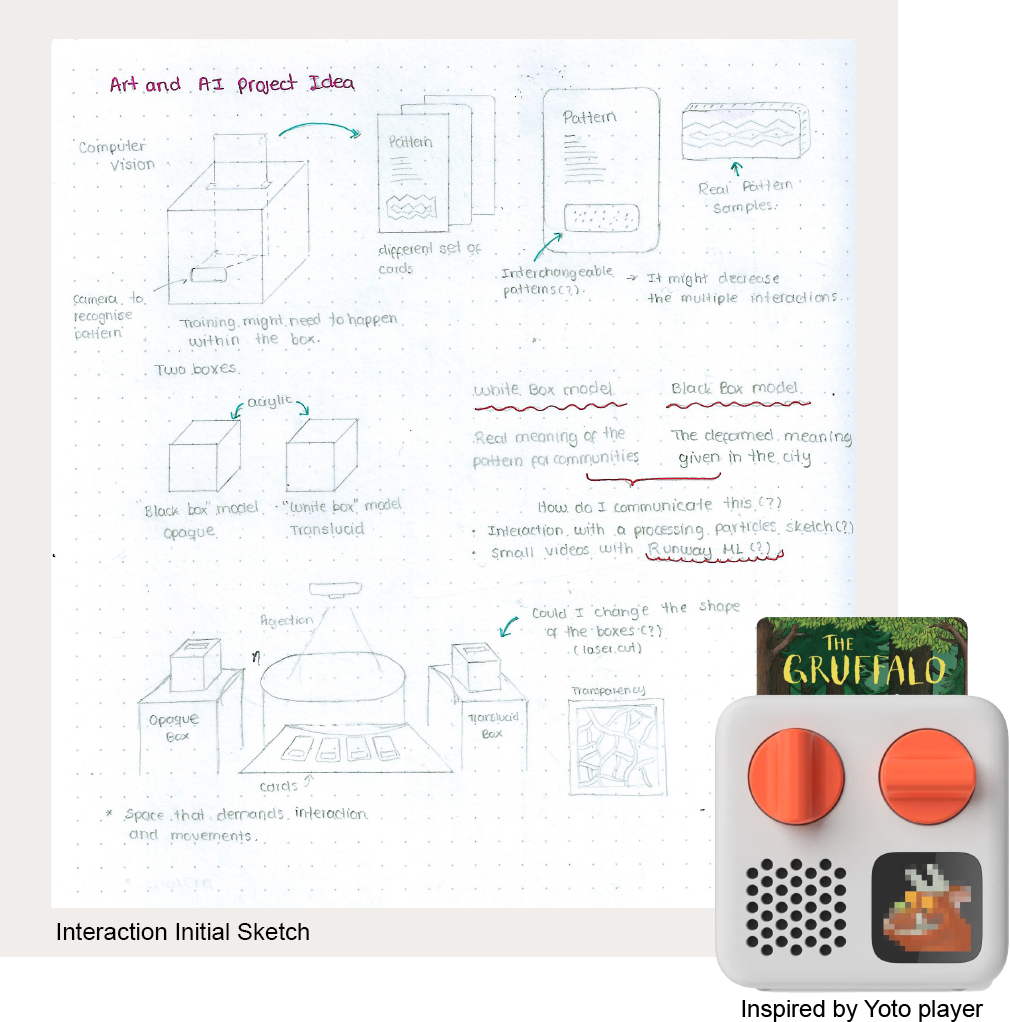 Art and AI project Idea
Computer
Vision
Pattern
different set of
cards
Pattern
Real Pattern
Samples.
Interchangeable
patterns(?).
→ It might decrease
the multiple interactions..
camera to
recognise
pattern
Training might need to happen
within the box.
Two boxes.
acrylic
"Black box" model
opaque
"White box" model
Translucid
White Box model
Black Box model
Real meaning of the
pattern for communities
The deformed meaning
given in the city
How do I communicate this (?)
• Interaction with a processing particles sketch(?)
• Small videos with Runway ML (?)
Projection
Could I change the shape
of the boxes (?)
(laser cut)
Opaque
Box
Translucid
Box
Transparency
cards
* Space that demands interaction
and movements.
Interaction Initial Sketch
THE
GRUFFALO
Inspired by Yoto player